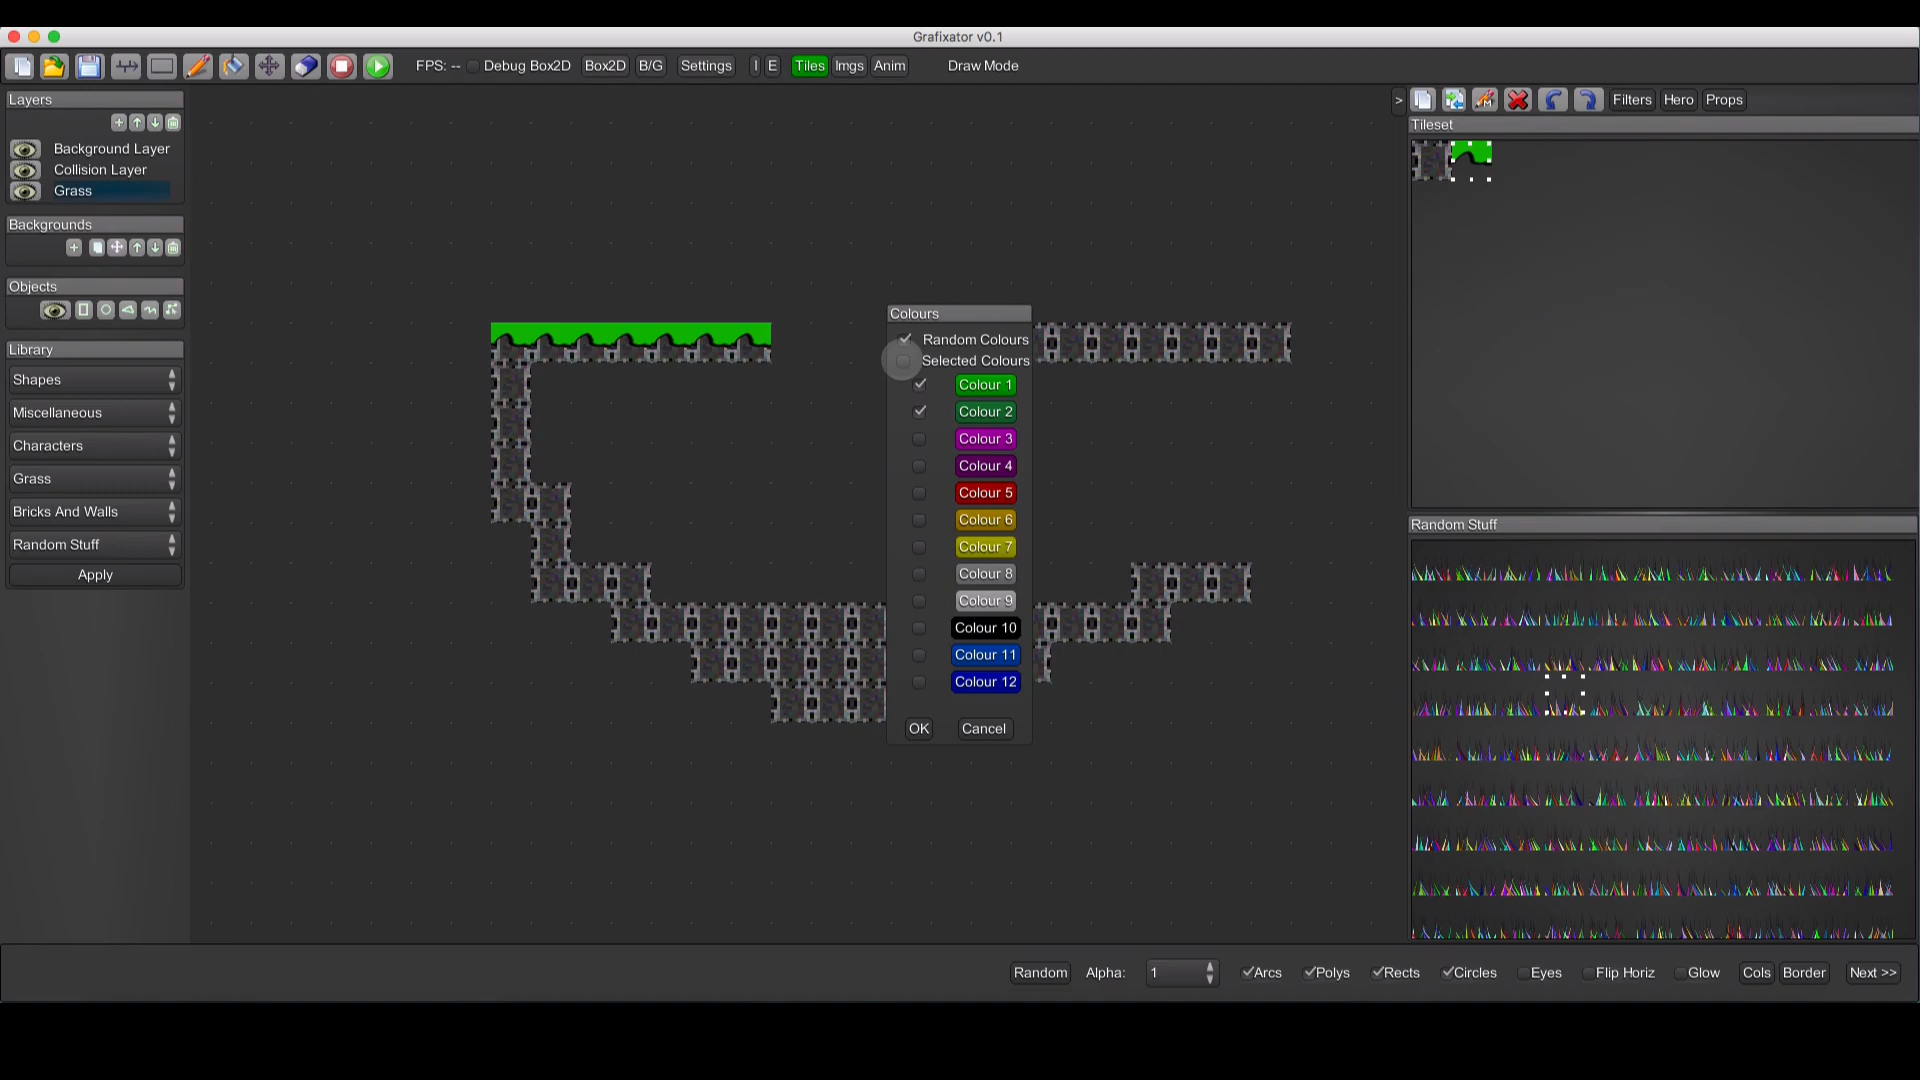 Grafixator v0.1
FPS: -- Debug Box2D Box2D B/G Settings I E Tiles Imgs Anim Draw Mode
Layers
Background Layer
Collision Layer
Grass
Backgrounds
Objects
Library
Shapes
Miscellaneous
Characters
Grass
Bricks And Walls
Random Stuff
Apply
Colours
Random Colours
Selected Colours
Colour 1
Colour 2
Colour 3
Colour 4
Colour 5
Colour 6
Colour 7
Colour 8
Colour 9
Colour 10
Colour 11
Colour 12
OK Cancel
> Filters Hero Props
Tileset
Random Stuff
Random Alpha: 1 Arcs Polys Rects Circles Eyes Flip Horiz Glow Cols Border Next >>